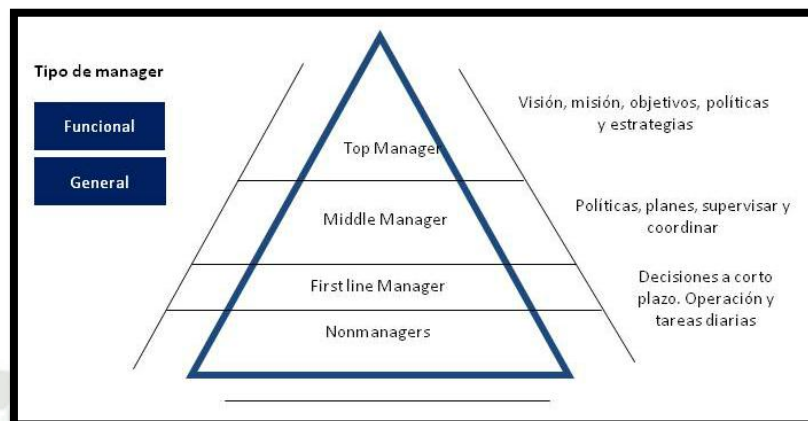 Tipo de manager
Funcional
General
Top Manager
Middle Manager
First line Manager
Nonmanagers
Visión, misión, objetivos, políticas
y estrategias
Políticas, planes, supervisar y
coordinar
Decisiones a corto
plazo. Operación y
tareas diarias